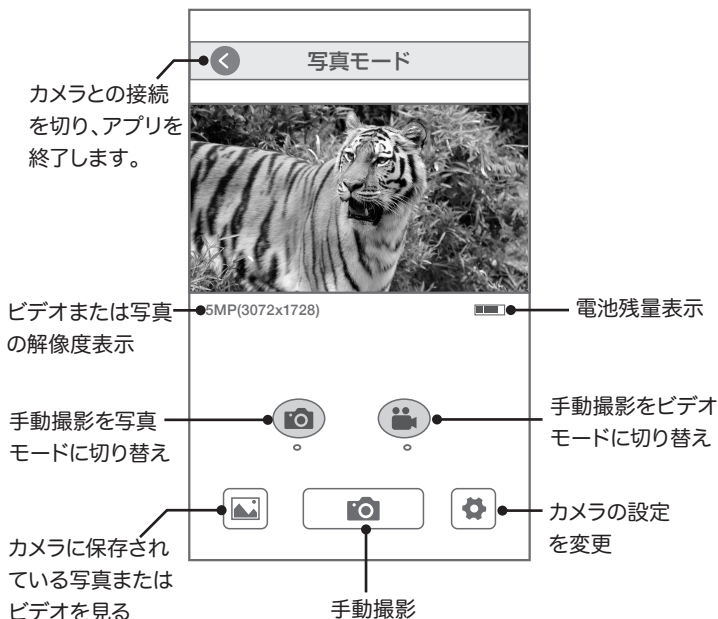 写真モード
カメラとの接続
を切り、アプリを
終了します。
ビデオまたは写真
の解像度表示
5MP(3072x1728)
電池残量表示
手動撮影を写真
モードに切り替え
手動撮影をビデオ
モードに切り替え
カメラの設定
を変更
カメラに保存され
ている写真または
ビデオを見る
手動撮影